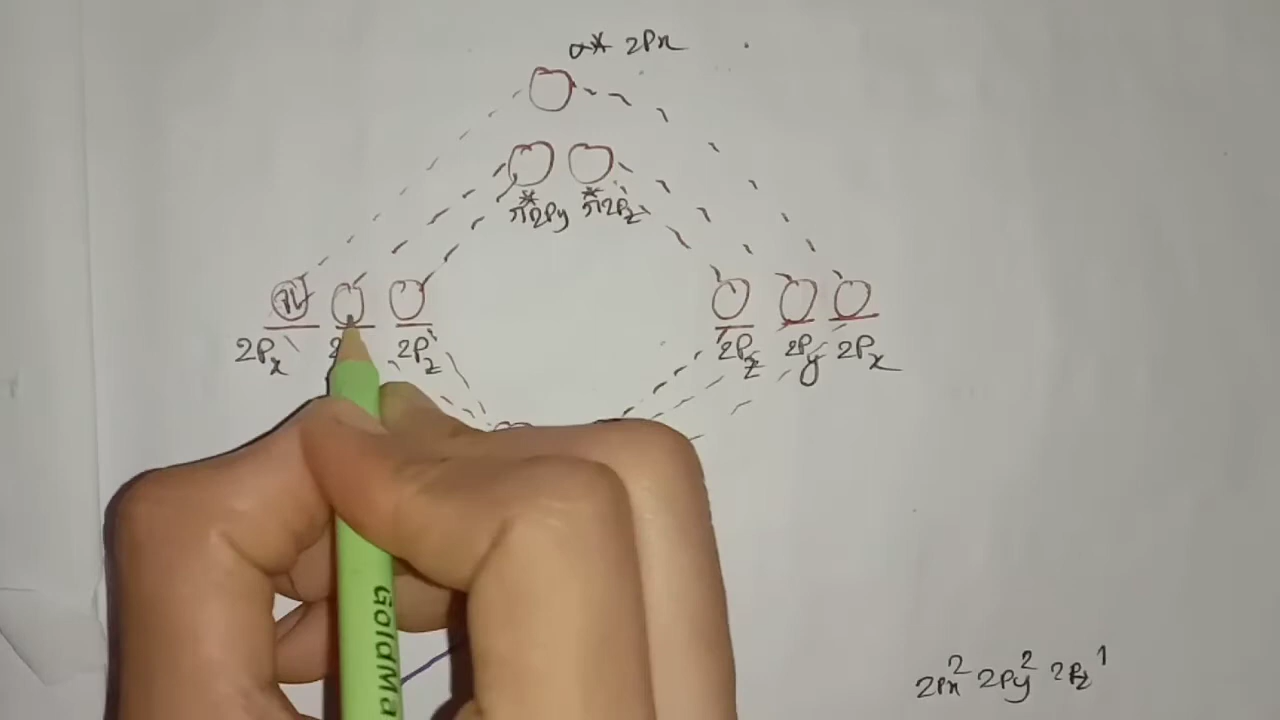 σ* 2Px
π*2Py π*2Pz
2Px 2Pz 2Pz 2Py 2Px
GOLDMA
2Px² 2Py² 2Pz¹